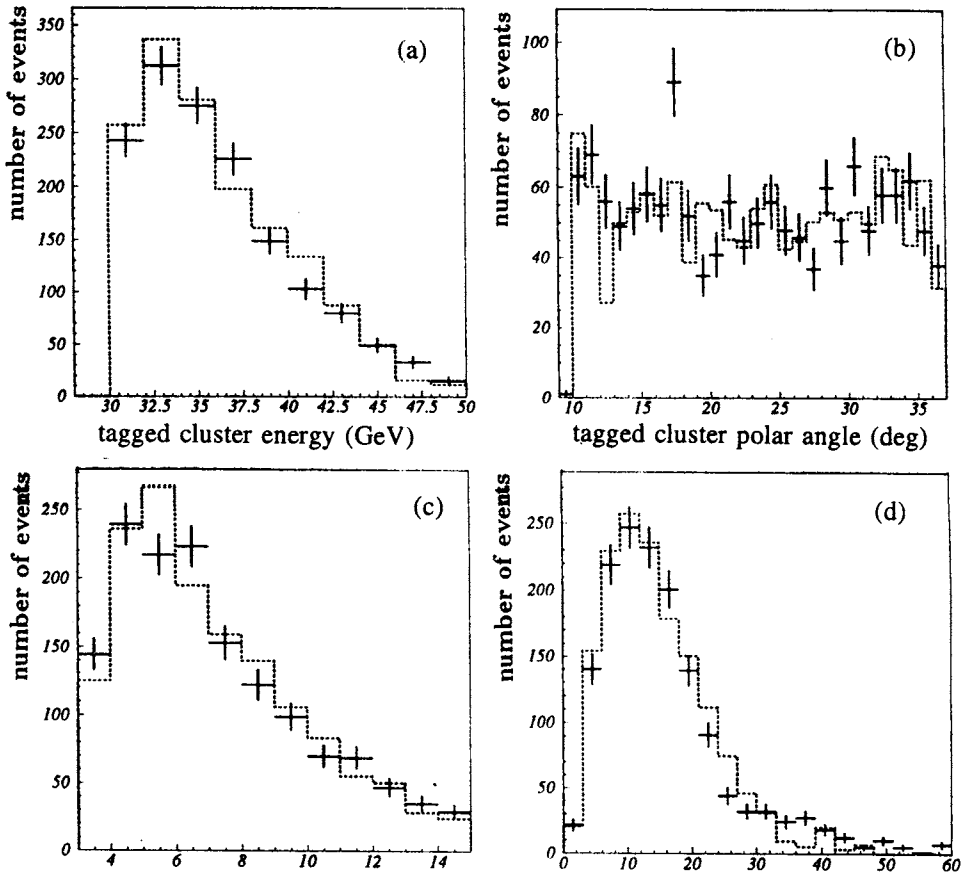 number of events
(a)
350
300
250
200
150
100
50
0
30 32.5 35 37.5 40 42.5 45 47.5 50
tagged cluster energy (GeV)
number of events
(b)
100
80
60
40
20
0
10 15 20 25 30 35
tagged cluster polar angle (deg)
number of events
(c)
250
200
150
100
50
0
4 6 8 10 12 14
number of events
(d)
250
200
150
100
50
0
0 10 20 30 40 50 60